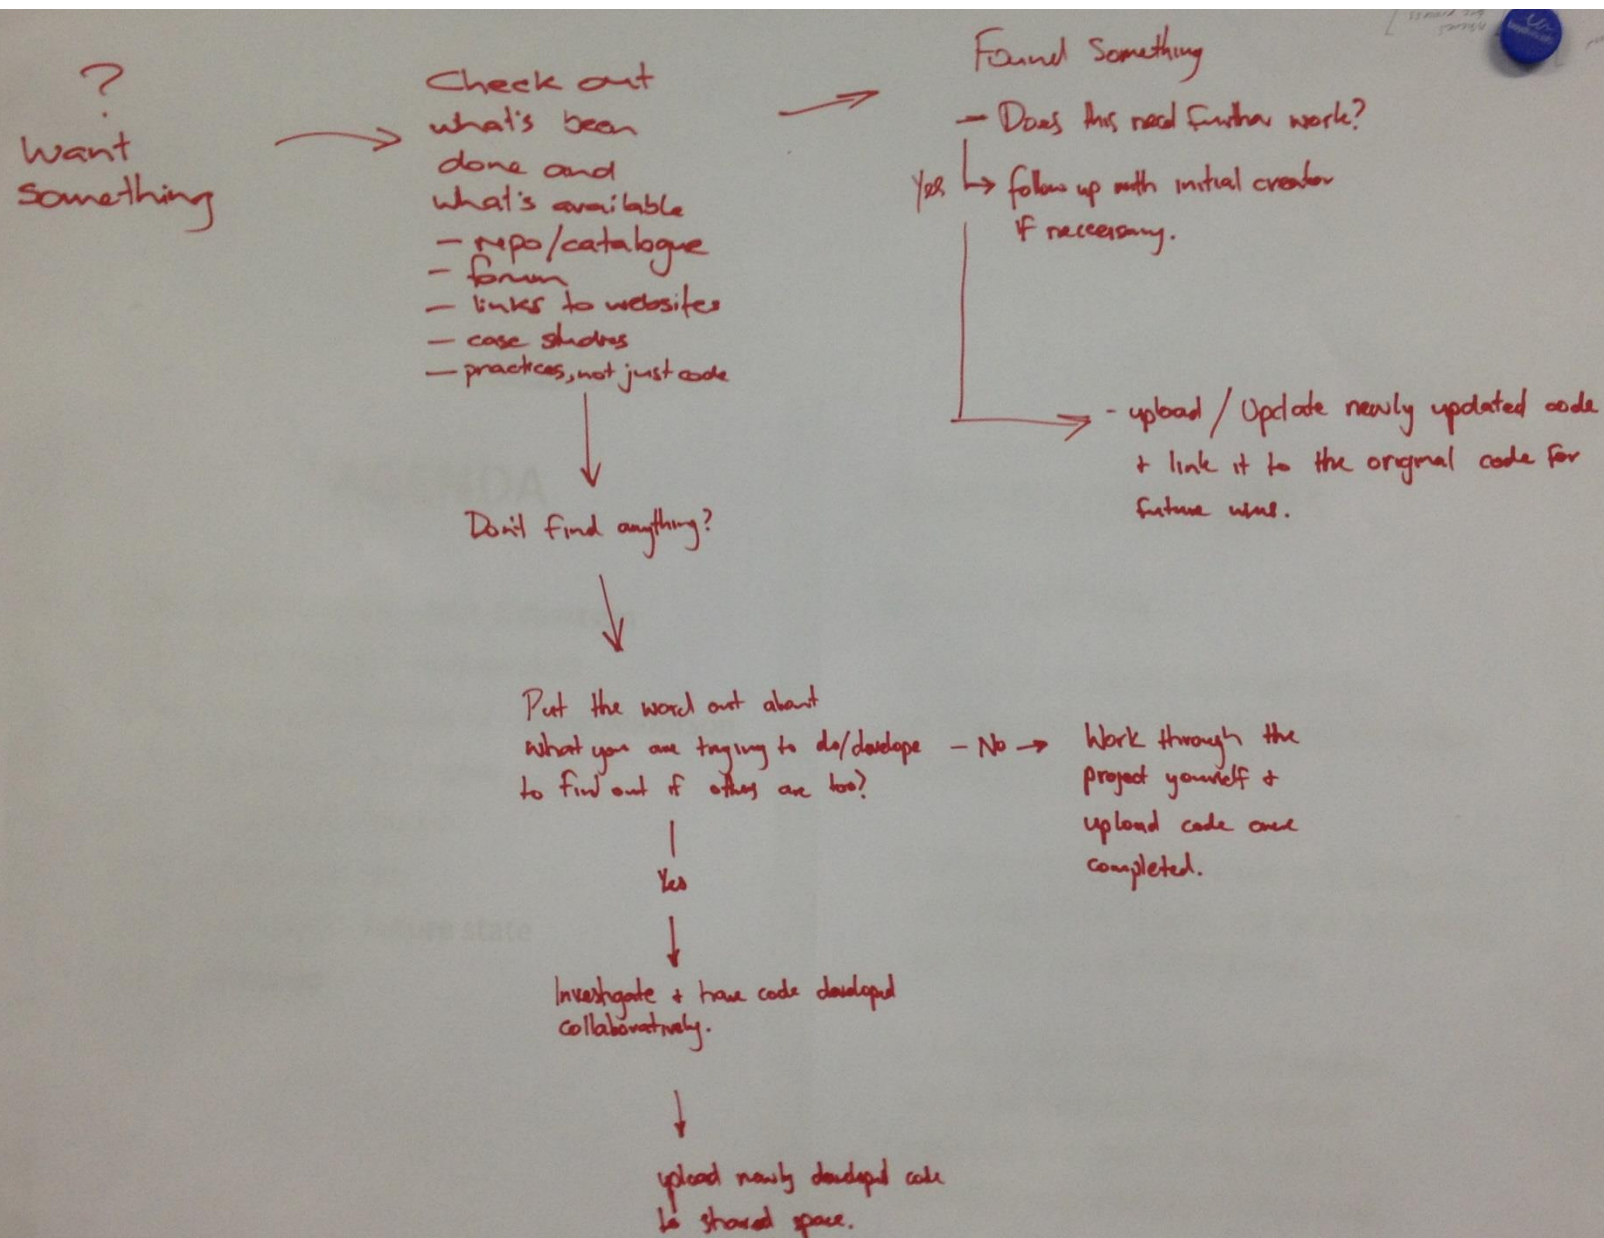 ?
Want
something
Check out
what's been
done and
what's available
- repo/catalogue
- forum
- links to websites
- case studies
- practices, not just code
Found Something
- Does this need further work?
Yes
follow up with initial creator
if neccessary.
- upload / Update newly updated code
+ link it to the original code for
future use.
Don't find anything?
Put the word out about
what you are trying to do/develope
to find out if others are too?
- No
Work through the
project yourself +
upload code once
completed.
Yes
Investigate + have code developed
collaboratively.
upload newly developed code
to shared space.
AGENDA